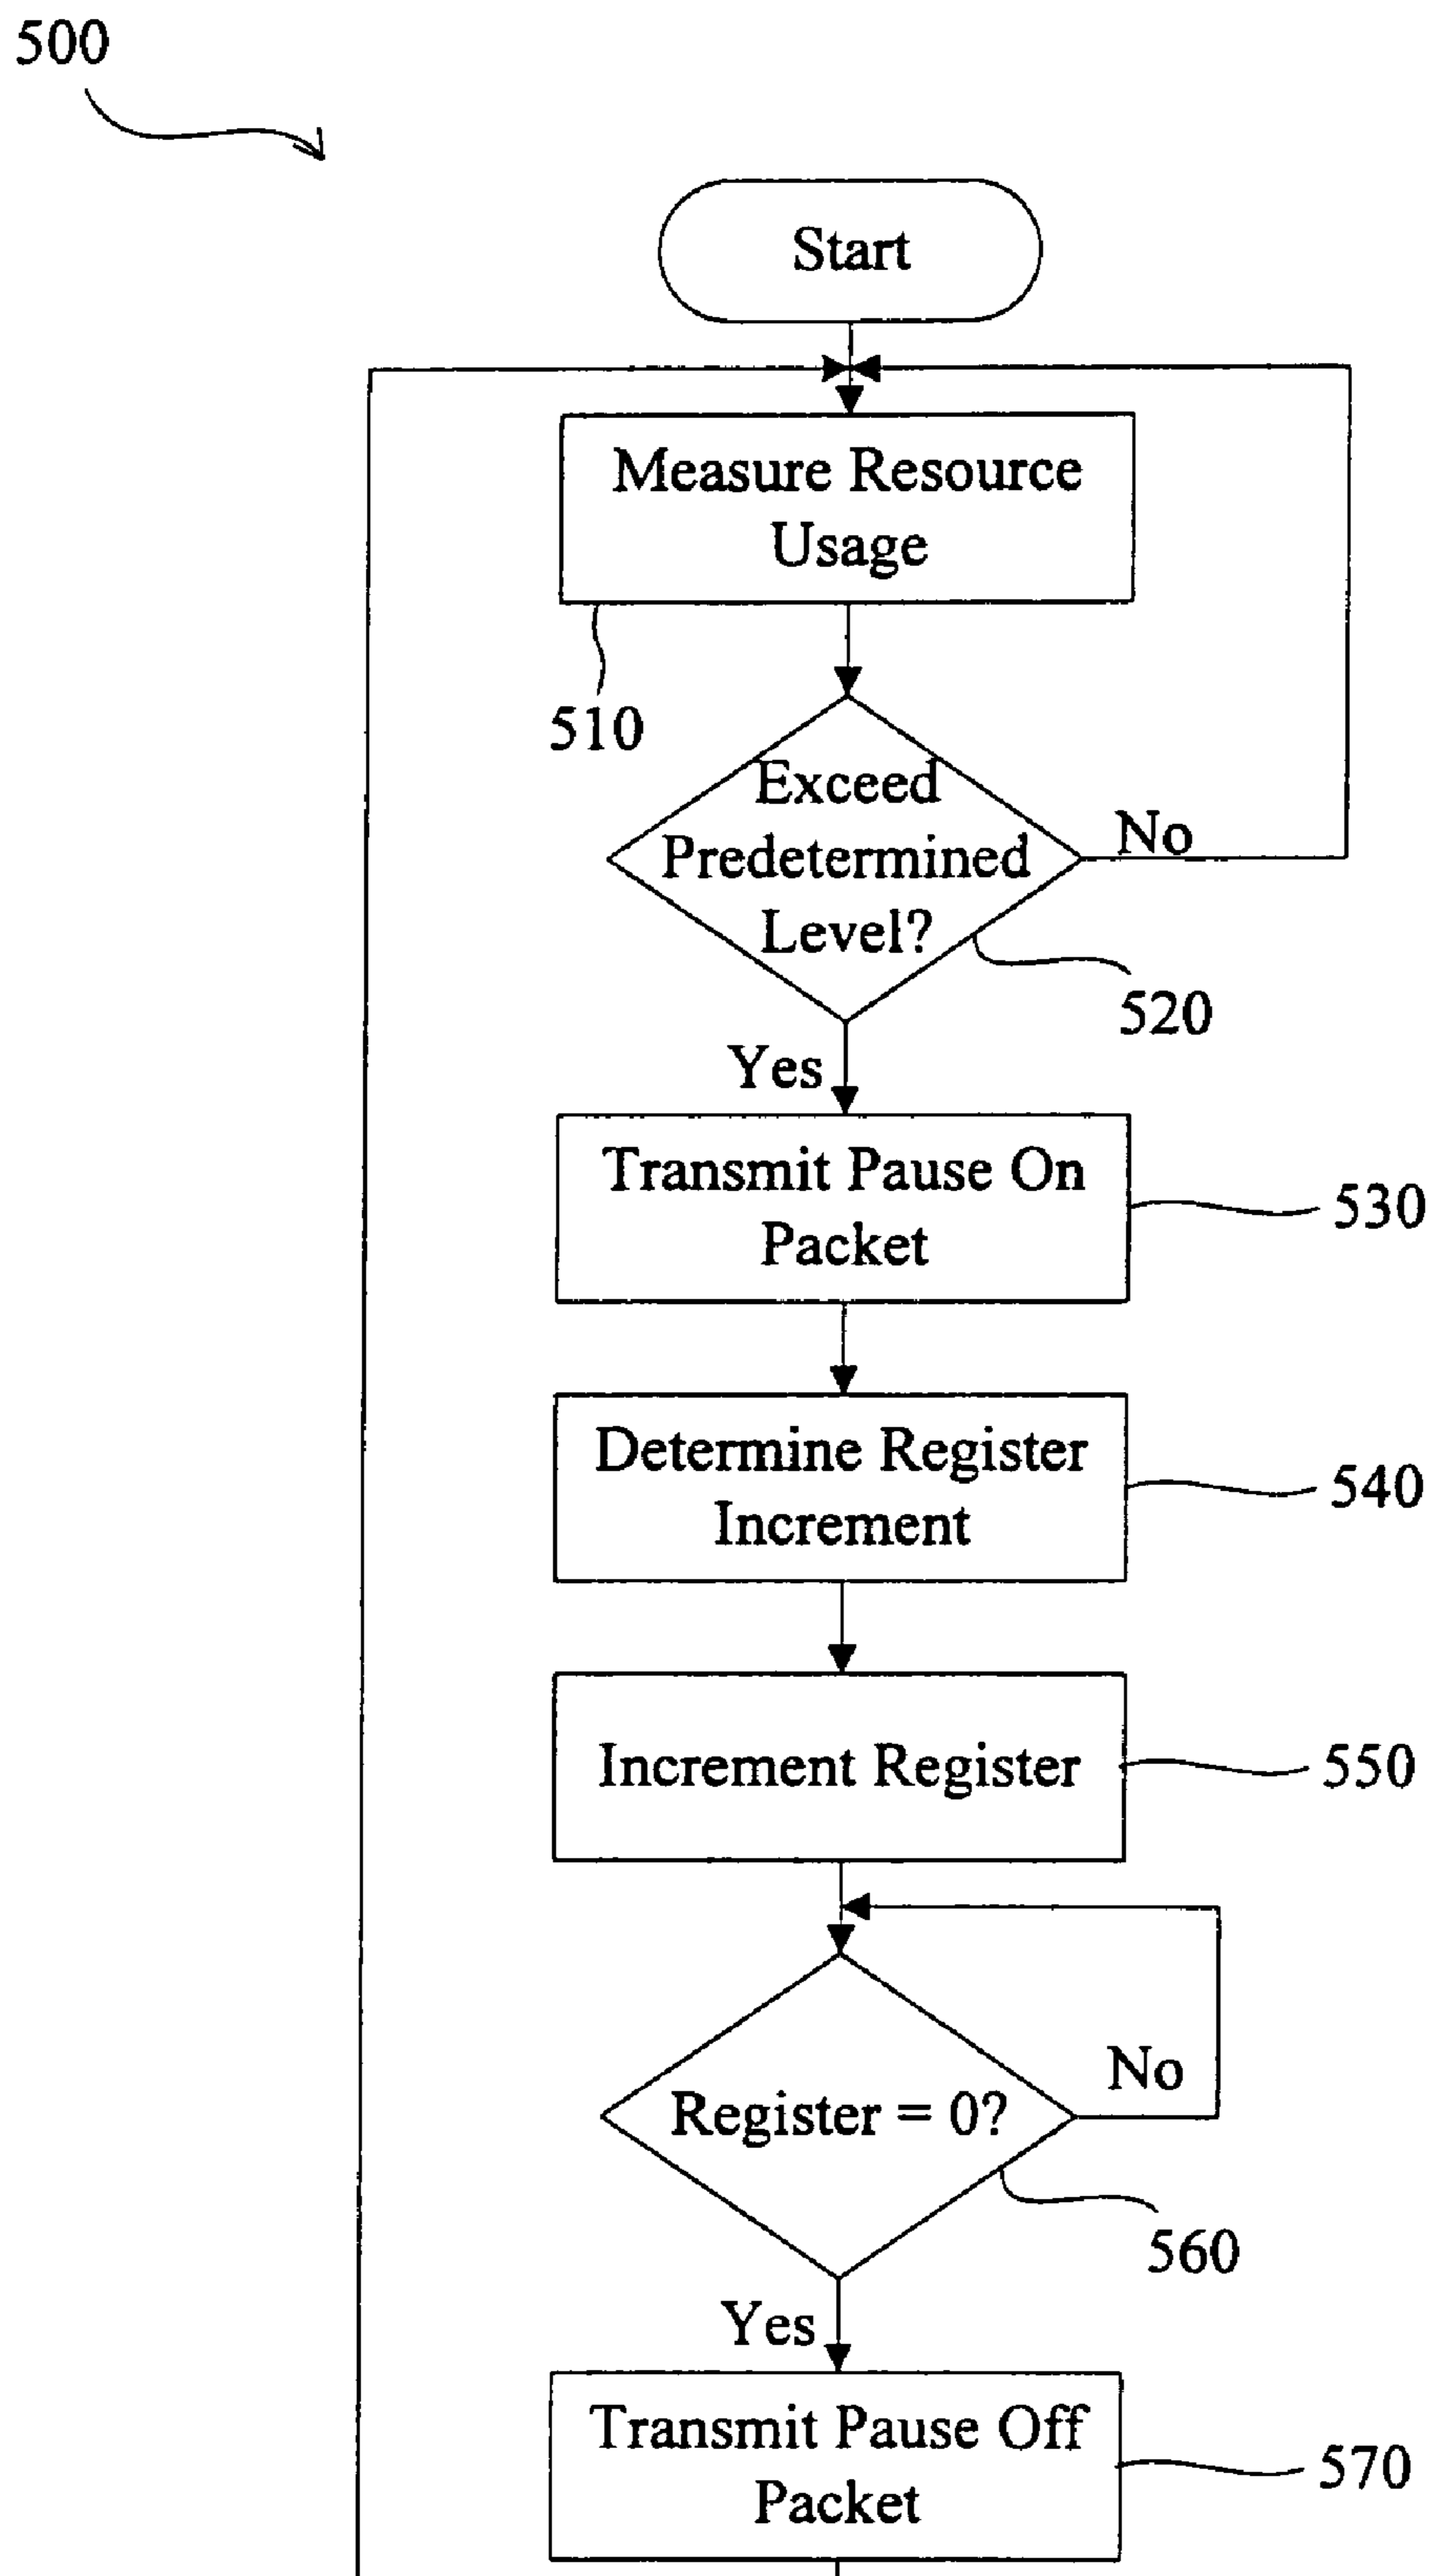 500
Start
Measure Resource
Usage
510
Exceed
Predetermined
Level?
No
520
Yes
Transmit Pause On
Packet
530
Determine Register
Increment
540
Increment Register
550
No
Register = 0?
560
Yes
Transmit Pause Off
Packet
570